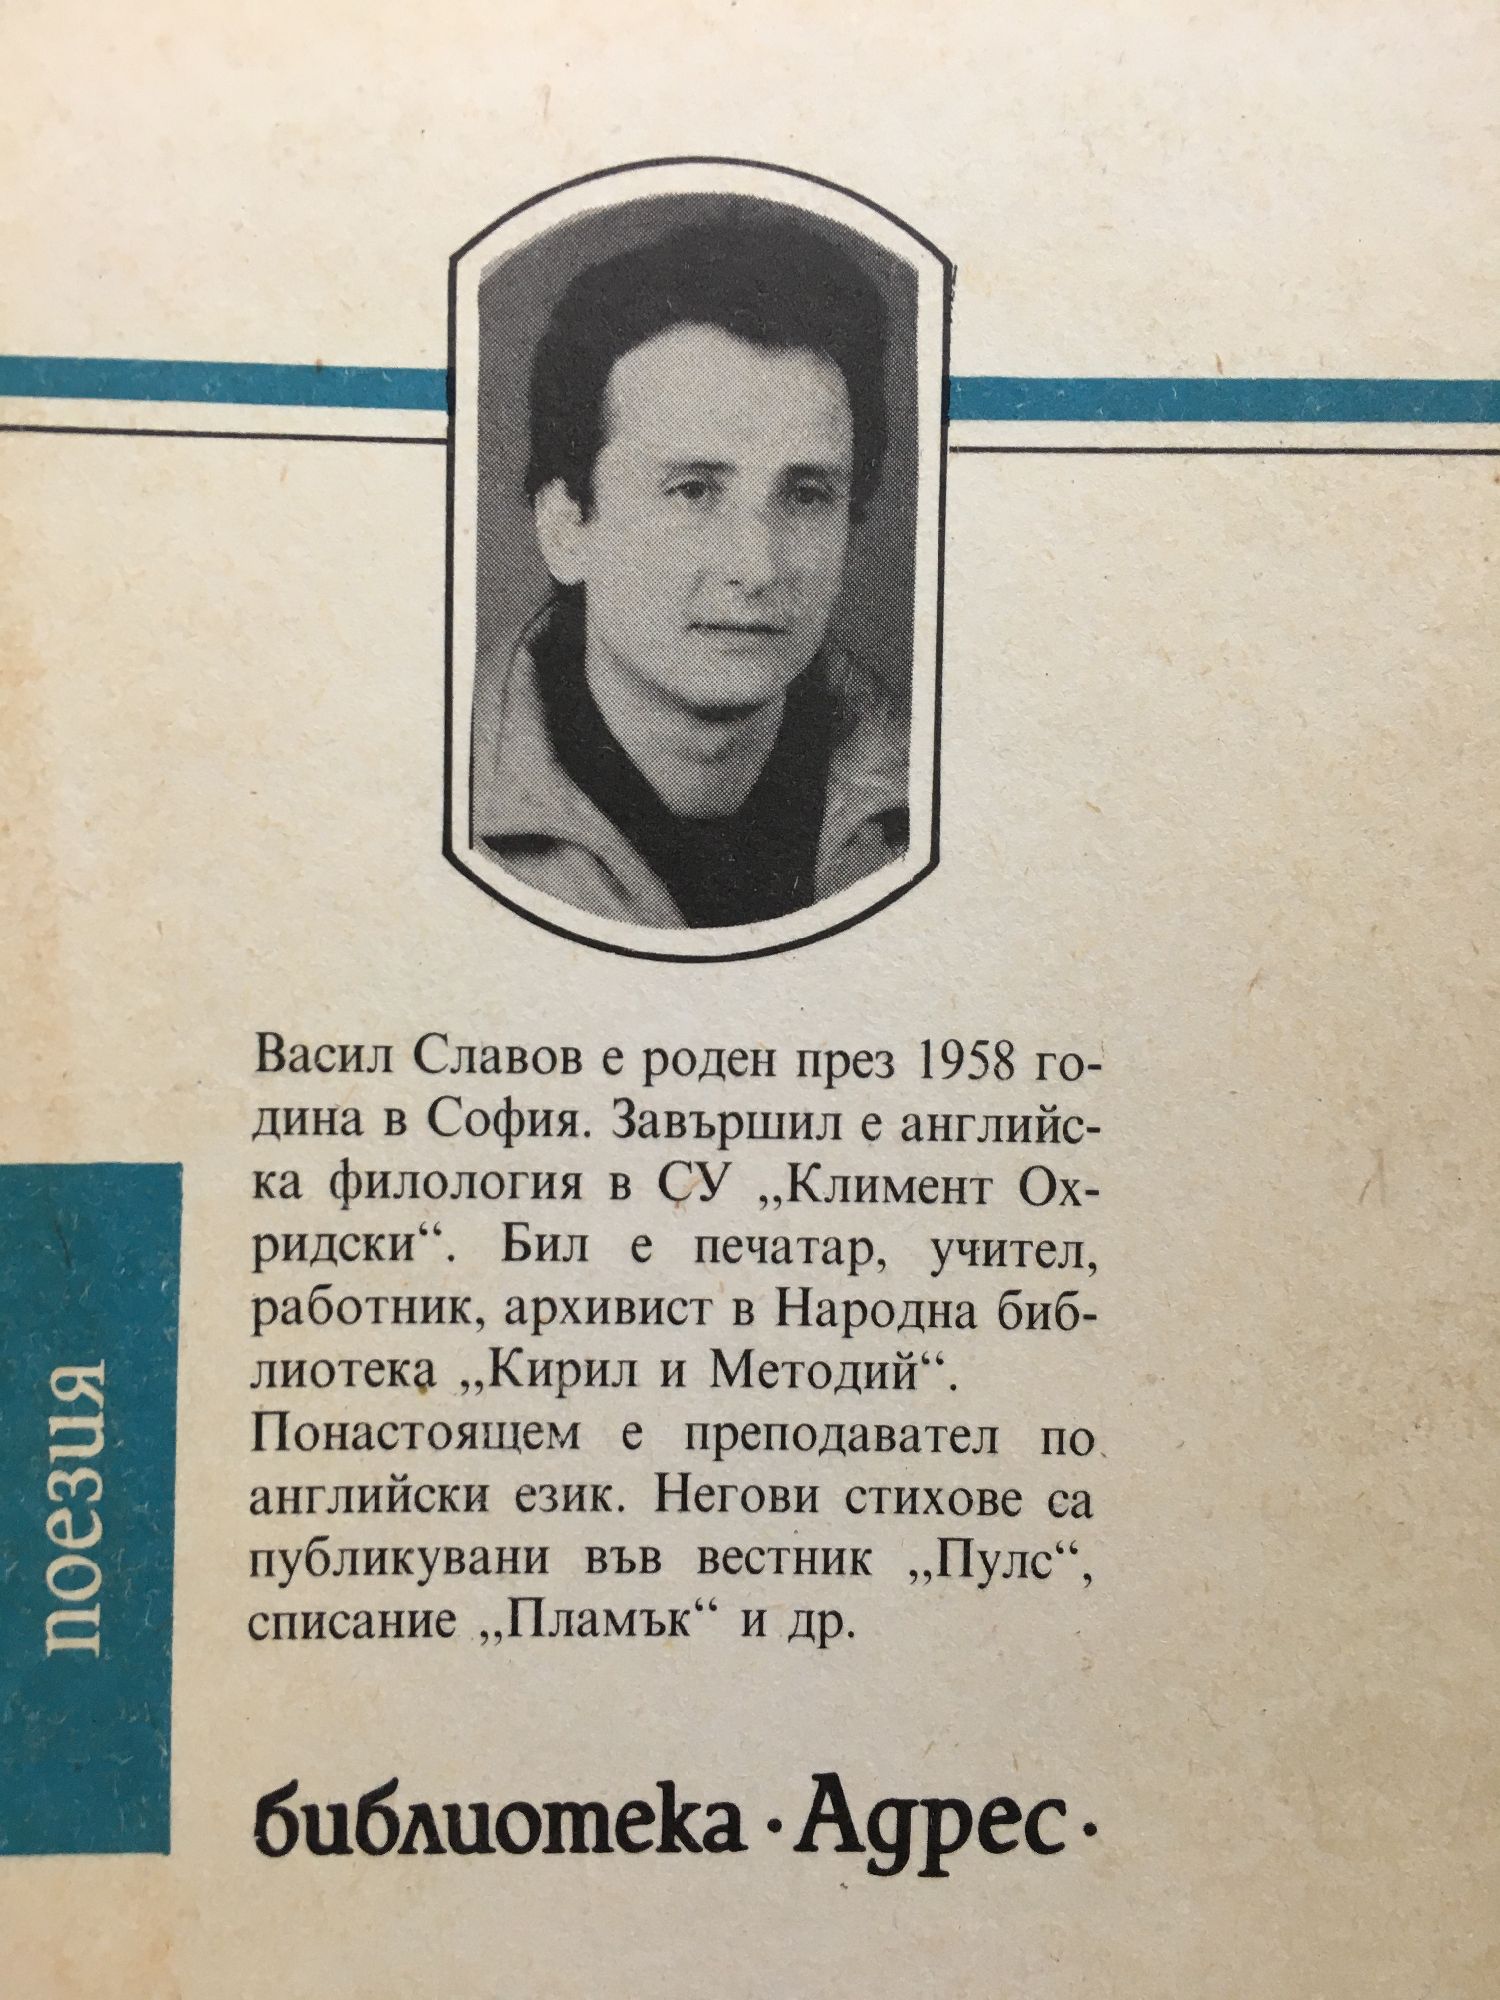 Васил Славов е роден през 1958 го-
дина в София. Завършил е английс-
ка филология в СУ „Климент Ох-
ридски“. Бил е печатар, учител,
работник, архивист в Народна биб-
лиотека „Кирил и Методий“.
Понастоящем е преподавател по
английски език. Негови стихове са
публикувани във вестник „Пулс“,
списание „Пламък“ и др.
поезия
библиотека · Адрес ·